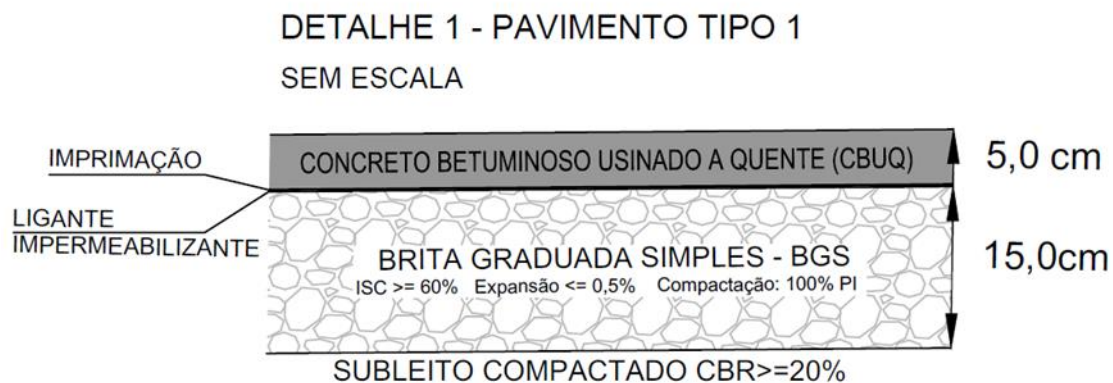 DETALHE 1 - PAVIMENTO TIPO 1
SEM ESCALA
IMPRIMAÇÃO
CONCRETO BETUMINOSO USINADO A QUENTE (CBUQ)
5,0 cm
LIGANTE
IMPERMEABILIZANTE
BRITA GRADUADA SIMPLES - BGS
ISC >= 60% Expansão <= 0,5% Compactação: 100% PI
15,0cm
SUBLEITO COMPACTADO CBR>=20%